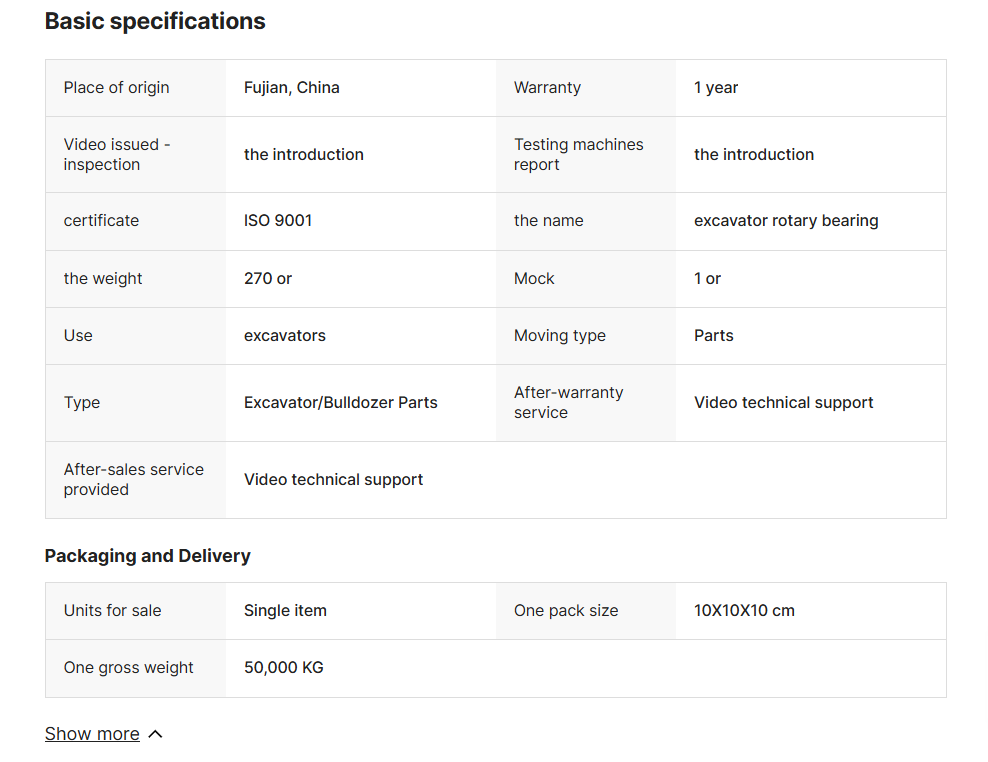 Basic specifications
Place of origin
Fujian, China
Warranty
1 year
Video issued -
inspection
the introduction
Testing machines
report
the introduction
certificate
ISO 9001
the name
excavator rotary bearing
the weight
270 or
Mock
1 or
Use
excavators
Moving type
Parts
Type
Excavator/Bulldozer Parts
After-warranty
service
Video technical support
After-sales service
provided
Video technical support
Packaging and Delivery
Units for sale
Single item
One pack size
10X10X10 cm
One gross weight
50,000 KG
Show more